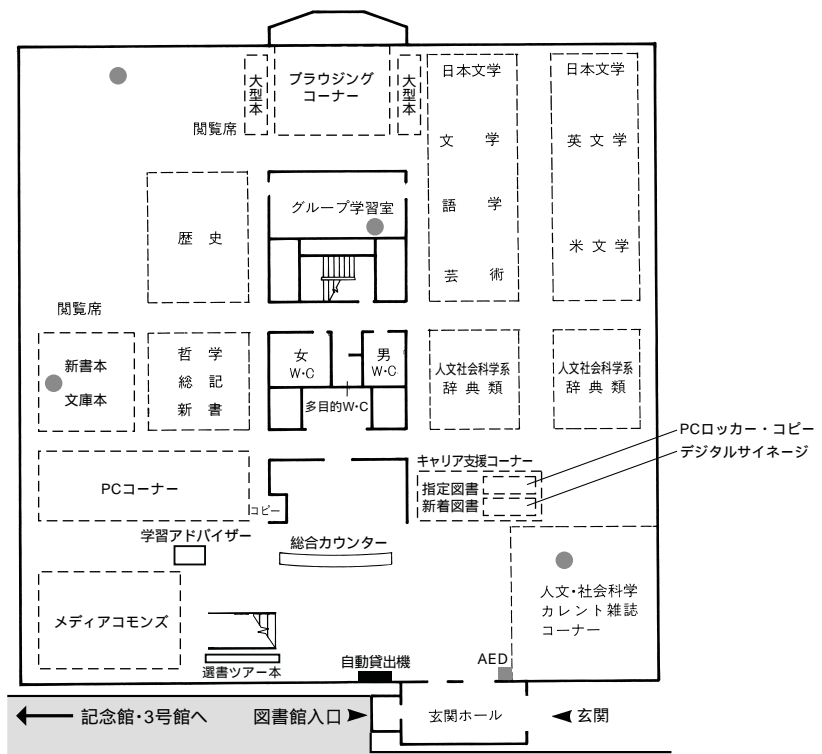 大型本
ブラウジング
コーナー
大型本
日本文学
文学
語学
芸術
日本文学
英文学
米文学
閲覧席
グループ学習室
歴史
閲覧席
新書本
文庫本
哲学
総記
新書
女
W・C
男
W・C
多目的W・C
人文社会科学系
辞典類
人文社会科学系
辞典類
PCロッカー・コピー
デジタルサイネージ
キャリア支援コーナー
指定図書
新着図書
PCコーナー
コピー
学習アドバイザー
総合カウンター
人文・社会科学
カレント雑誌
コーナー
メディアコモンズ
選書ツアー本
自動貸出機
AED
記念館・3号館へ
図書館入口
玄関ホール
玄関